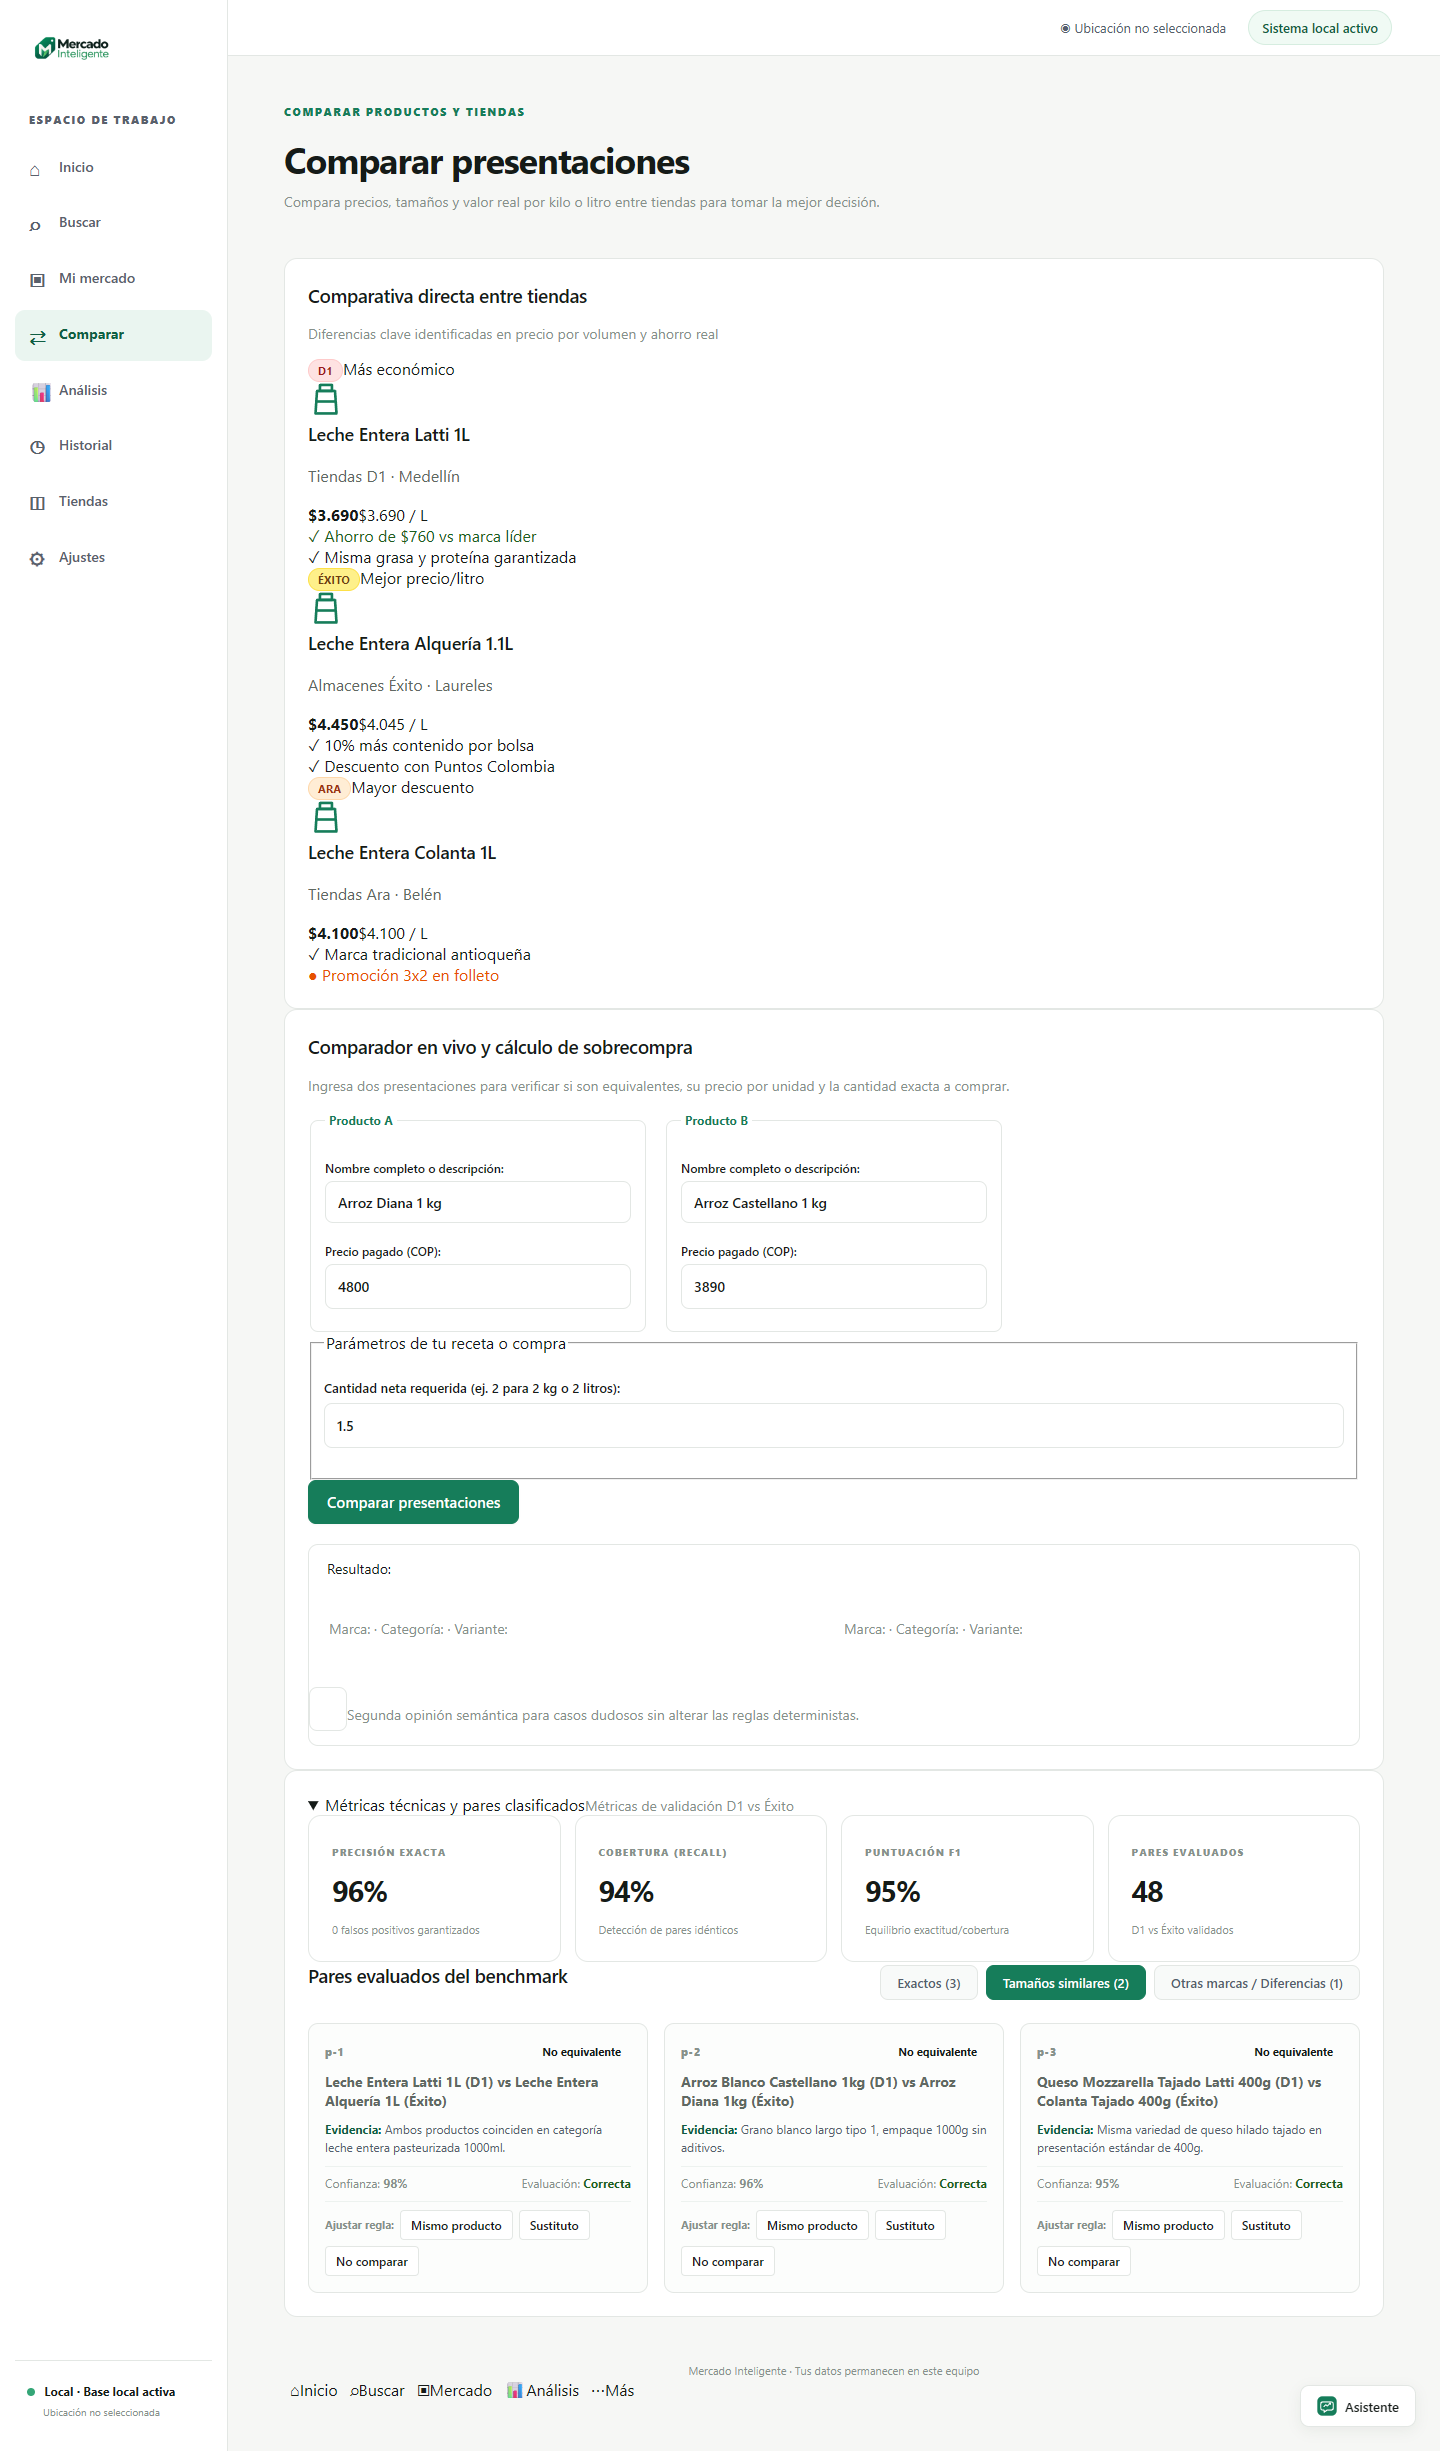 Mercado
Inteligente
ESPACIO DE TRABAJO
Inicio
Buscar
Mi mercado
Comparar
Análisis
Historial
Tiendas
Ajustes
Local · Base local activa
Ubicación no seleccionada
Ubicación no seleccionada
Sistema local activo
COMPARAR PRODUCTOS Y TIENDAS
Comparar presentaciones
Compara precios, tamaños y valor real por kilo o litro entre tiendas para tomar la mejor decisión.
Comparativa directa entre tiendas
Diferencias clave identificadas en precio por volumen y ahorro real
D1 Más económico
Leche Entera Latti 1L
Tiendas D1 · Medellín
$3.690$3.690 / L
✓ Ahorro de $760 vs marca líder
✓ Misma grasa y proteína garantizada
ÉXITO Mejor precio/litro
Leche Entera Alquería 1.1L
Almacenes Éxito · Laureles
$4.450$4.045 / L
✓ 10% más contenido por bolsa
✓ Descuento con Puntos Colombia
ARA Mayor descuento
Leche Entera Colanta 1L
Tiendas Ara · Belén
$4.100$4.100 / L
✓ Marca tradicional antioqueña
● Promoción 3x2 en folleto
Comparador en vivo y cálculo de sobrecompra
Ingresa dos presentaciones para verificar si son equivalentes, su precio por unidad y la cantidad exacta a comprar.
Producto A
Nombre completo o descripción:
Arroz Diana 1 kg
Precio pagado (COP):
4800
Producto B
Nombre completo o descripción:
Arroz Castellano 1 kg
Precio pagado (COP):
3890
Parámetros de tu receta o compra
Cantidad neta requerida (ej. 2 para 2 kg o 2 litros):
1.5
Comparar presentaciones
Resultado:
Marca: · Categoría: · Variante:
Marca: · Categoría: · Variante:
Segunda opinión semántica para casos dudosos sin alterar las reglas deterministas.
▼ Métricas técnicas y pares clasificadosMétricas de validación D1 vs Éxito
PRECISIÓN EXACTA
96%
0 falsos positivos garantizados
COBERTURA (RECALL)
94%
Detección de pares idénticos
PUNTUACIÓN F1
95%
Equilibrio exactitud/cobertura
PARES EVALUADOS
48
D1 vs Éxito validados
Pares evaluados del benchmark
Exactos (3)
Tamaños similares (2)
Otras marcas / Diferencias (1)
p-1 No equivalente
Leche Entera Latti 1L (D1) vs Leche Entera
Alquería 1L (Éxito)
Evidencia: Ambos productos coinciden en categoría
leche entera pasteurizada 1000ml.
Confianza: 98% Evaluación: Correcta
Ajustar regla: Mismo producto Sustituto
No comparar
p-2 No equivalente
Arroz Blanco Castellano 1kg (D1) vs Arroz
Diana 1kg (Éxito)
Evidencia: Grano blanco largo tipo 1, empaque 1000g sin
aditivos.
Confianza: 96% Evaluación: Correcta
Ajustar regla: Mismo producto Sustituto
No comparar
p-3 No equivalente
Queso Mozzarella Tajado Latti 400g (D1) vs
Colanta Tajado 400g (Éxito)
Evidencia: Misma variedad de queso hilado tajado en
presentación estándar de 400g.
Confianza: 95% Evaluación: Correcta
Ajustar regla: Mismo producto Sustituto
No comparar
Mercado Inteligente · Tus datos permanecen en este equipo
Inicio Buscar Mercado Análisis ···Más
Asistente